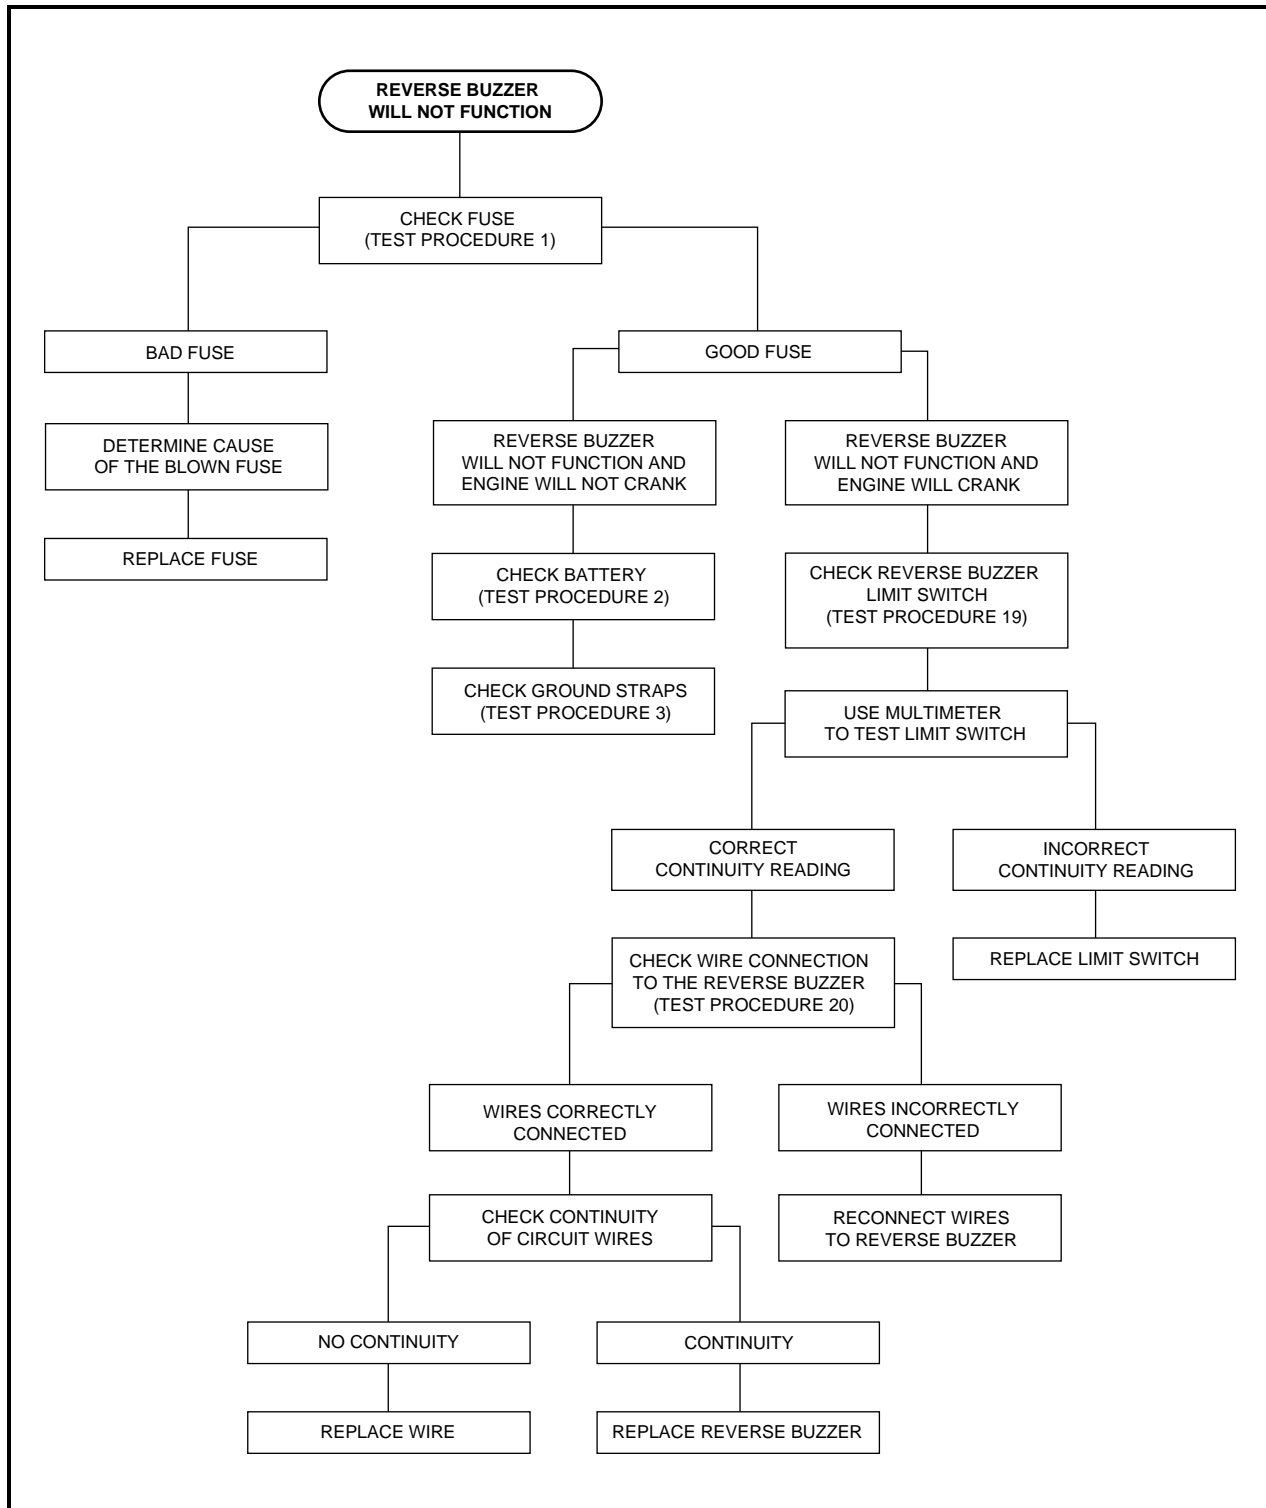 REVERSE BUZZER
WILL NOT FUNCTION
CHECK FUSE
(TEST PROCEDURE 1)
BAD FUSE
GOOD FUSE
DETERMINE CAUSE
OF THE BLOWN FUSE
REVERSE BUZZER
WILL NOT FUNCTION AND
ENGINE WILL NOT CRANK
REVERSE BUZZER
WILL NOT FUNCTION AND
ENGINE WILL CRANK
REPLACE FUSE
CHECK BATTERY
(TEST PROCEDURE 2)
CHECK REVERSE BUZZER
LIMIT SWITCH
(TEST PROCEDURE 19)
CHECK GROUND STRAPS
(TEST PROCEDURE 3)
USE MULTIMETER
TO TEST LIMIT SWITCH
CORRECT
CONTINUITY READING
INCORRECT
CONTINUITY READING
CHECK WIRE CONNECTION
TO THE REVERSE BUZZER
(TEST PROCEDURE 20)
REPLACE LIMIT SWITCH
WIRES CORRECTLY
CONNECTED
WIRES INCORRECTLY
CONNECTED
CHECK CONTINUITY
OF CIRCUIT WIRES
RECONNECT WIRES
TO REVERSE BUZZER
NO CONTINUITY
CONTINUITY
REPLACE WIRE
REPLACE REVERSE BUZZER